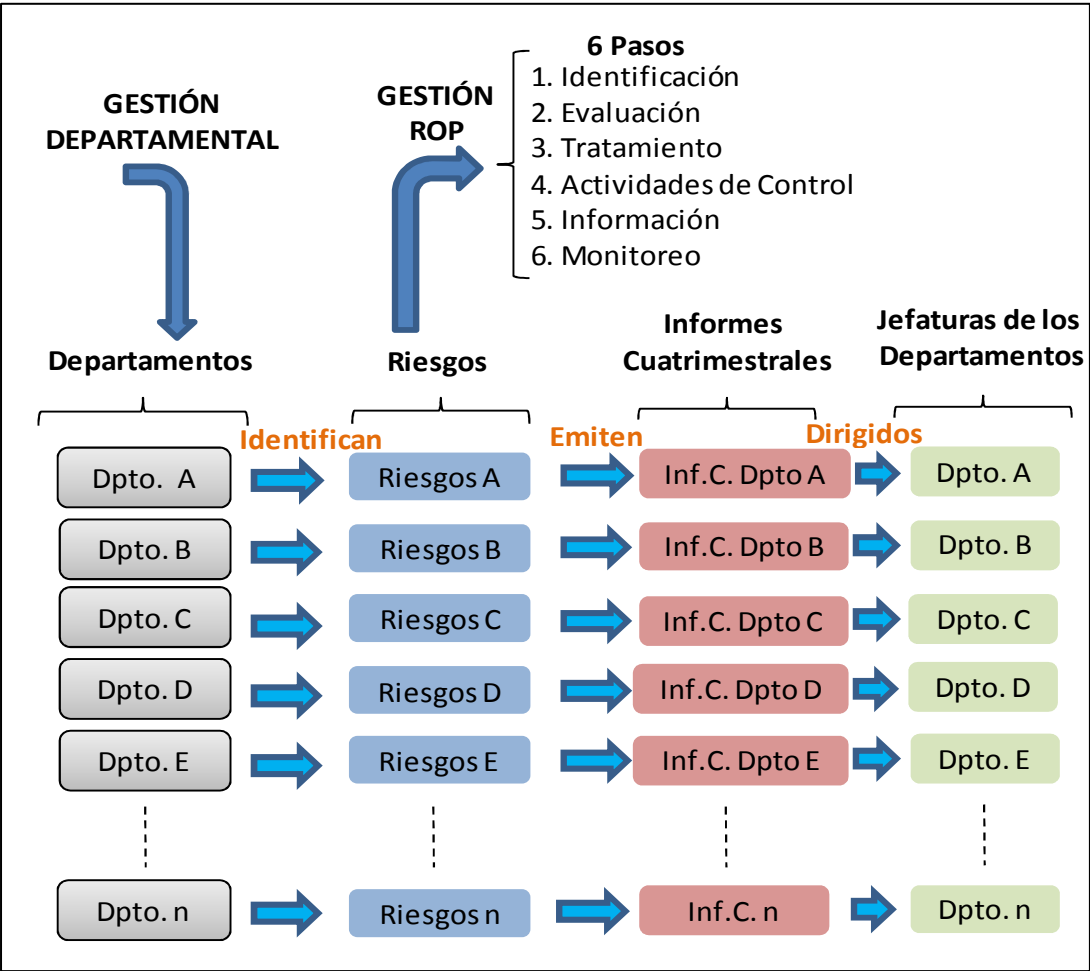 GESTIÓN
DEPARTAMENTAL
GESTIÓN
ROP
6 Pasos
1. Identificación
2. Evaluación
3. Tratamiento
4. Actividades de Control
5. Información
6. Monitoreo
Departamentos
Riesgos
Informes
Cuatrimestrales
Jefaturas de los
Departamentos
Identifican
Emiten
Dirigidos
Dpto. A
Riesgos A
Inf.C. Dpto A
Dpto. A
Dpto. B
Riesgos B
Inf.C. Dpto B
Dpto. B
Dpto. C
Riesgos C
Inf.C. Dpto C
Dpto. C
Dpto. D
Riesgos D
Inf.C. Dpto D
Dpto. D
Dpto. E
Riesgos E
Inf.C. Dpto E
Dpto. E
Dpto. n
Riesgos n
Inf.C. n
Dpto. n